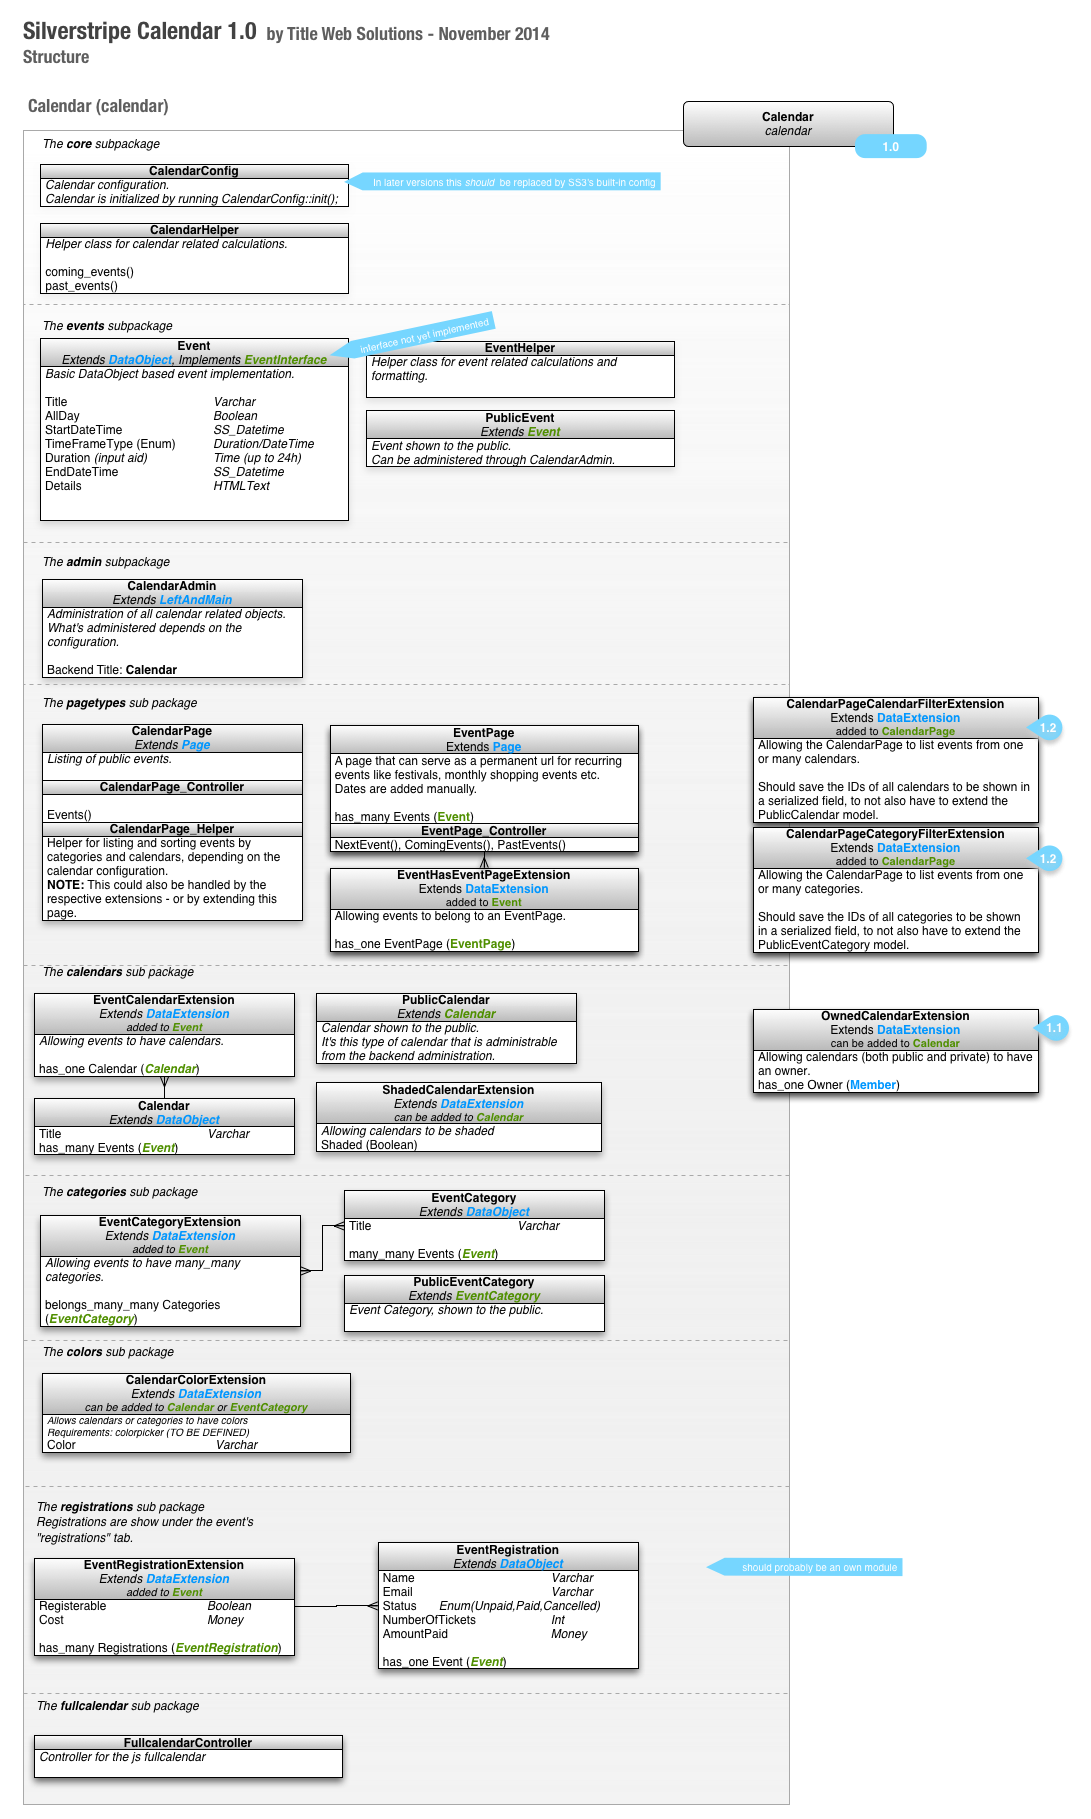 Silverstripe Calendar 1.0 by Title Web Solutions - November 2014
Structure
Calendar (calendar)
Calendar
calendar
1.0
The core subpackage
CalendarConfig
Calendar configuration.
Calendar is initialized by running CalendarConfig::init();
In later versions this should be replaced by SS3's built-in config
CalendarHelper
Helper class for calendar related calculations.
coming_events()
past_events()
The events subpackage
interface not yet implemented
Event
Extends DataObject, Implements EventInterface
Basic DataObject based event implementation.
Title Varchar
AllDay Boolean
StartDateTime SS_Datetime
TimeFrameType (Enum) Duration/DateTime
Duration (input aid) Time (up to 24h)
EndDateTime SS_Datetime
Details HTMLText
EventHelper
Helper class for event related calculations and
formatting.
PublicEvent
Extends Event
Event shown to the public.
Can be administered through CalendarAdmin.
The admin subpackage
CalendarAdmin
Extends LeftAndMain
Administration of all calendar related objects.
What's administered depends on the
configuration.
Backend Title: Calendar
The pagetypes sub package
CalendarPage
Extends Page
Listing of public events.
CalendarPage_Controller
Events()
CalendarPage_Helper
Helper for listing and sorting events by
categories and calendars, depending on the
calendar configuration.
NOTE: This could also be handled by the
respective extensions - or by extending this
page.
EventPage
Extends Page
A page that can serve as a permanent url for recurring
events like festivals, monthly shopping events etc.
Dates are added manually.
has_many Events (Event)
EventPage_Controller
NextEvent(), ComingEvents(), PastEvents()
EventHasEventPageExtension
Extends DataExtension
added to Event
Allowing events to belong to an EventPage.
has_one EventPage (EventPage)
CalendarPageCalendarFilterExtension
Extends DataExtension
added to CalendarPage
1.2
Allowing the CalendarPage to list events from one
or many calendars.
Should save the IDs of all calendars to be shown in
a serialized field, to not also have to extend the
PublicCalendar model.
CalendarPageCategoryFilterExtension
Extends DataExtension
added to CalendarPage
1.2
Allowing the CalendarPage to list events from one
or many categories.
Should save the IDs of all categories to be shown
in a serialized field, to not also have to extend the
PublicEventCategory model.
The calendars sub package
EventCalendarExtension
Extends DataExtension
added to Event
Allowing events to have calendars.
has_one Calendar (Calendar)
Calendar
Extends DataObject
Title Varchar
has_many Events (Event)
PublicCalendar
Extends Calendar
Calendar shown to the public.
It's this type of calendar that is administrable
from the backend administration.
ShadedCalendarExtension
Extends DataExtension
can be added to Calendar
Allowing calendars to be shaded
Shaded (Boolean)
OwnedCalendarExtension
Extends DataExtension
can be added to Calendar
1.1
Allowing calendars (both public and private) to have
an owner.
has_one Owner (Member)
The categories sub package
EventCategoryExtension
Extends DataExtension
added to Event
Allowing events to have many_many
categories.
belongs_many_many Categories
(EventCategory)
EventCategory
Extends DataObject
Title Varchar
many_many Events (Event)
PublicEventCategory
Extends EventCategory
Event Category, shown to the public.
The colors sub package
CalendarColorExtension
Extends DataExtension
can be added to Calendar or EventCategory
Allows calendars or categories to have colors
Requirements: colorpicker (TO BE DEFINED)
Color Varchar
The registrations sub package
Registrations are show under the event's
"registrations" tab.
EventRegistrationExtension
Extends DataExtension
added to Event
Registerable Boolean
Cost Money
has_many Registrations (EventRegistration)
EventRegistration
Extends DataObject
Name Varchar
Email Varchar
Status Enum(Unpaid,Paid,Cancelled)
NumberOfTickets Int
AmountPaid Money
has_one Event (Event)
should probably be an own module
The fullcalendar sub package
FullcalendarController
Controller for the js fullcalendar